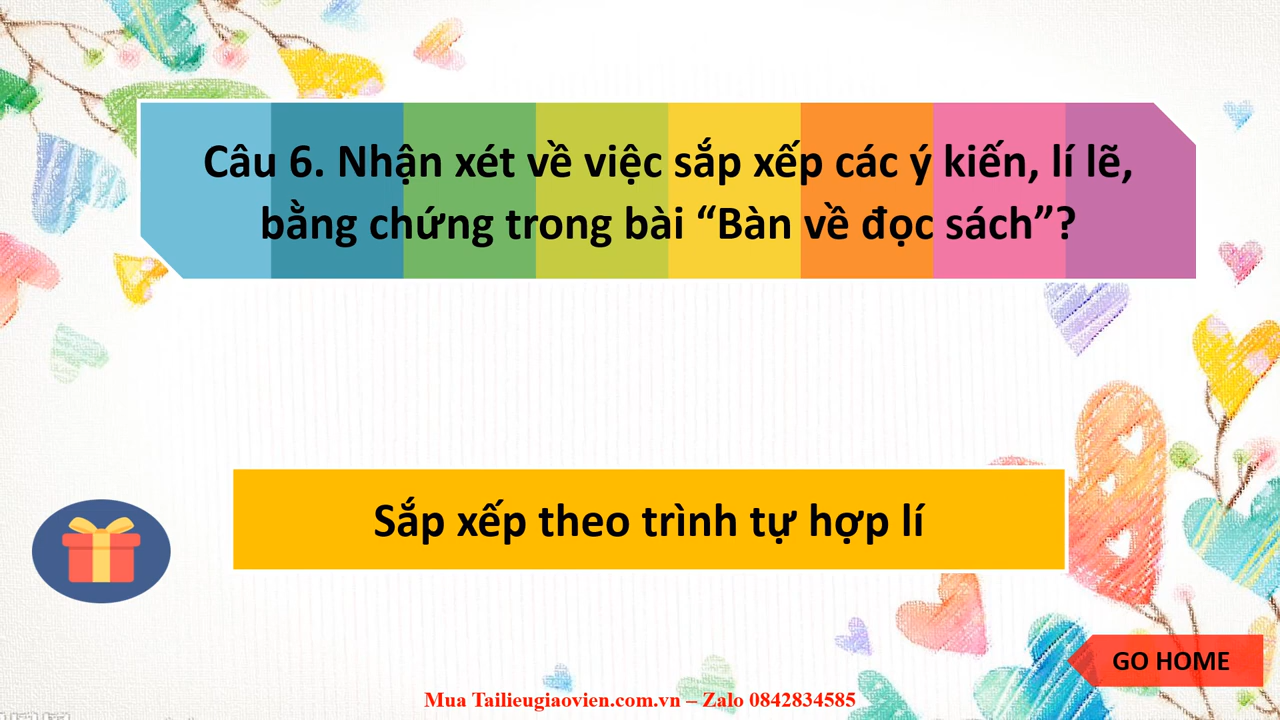 Câu 6. Nhận xét về việc sắp xếp các ý kiến, lí lẽ,
bằng chứng trong bài “Bàn về đọc sách”?
Sắp xếp theo trình tự hợp lí
GO HOME
Mua Tailieugiaovien.com.vn – Zalo 0842834585